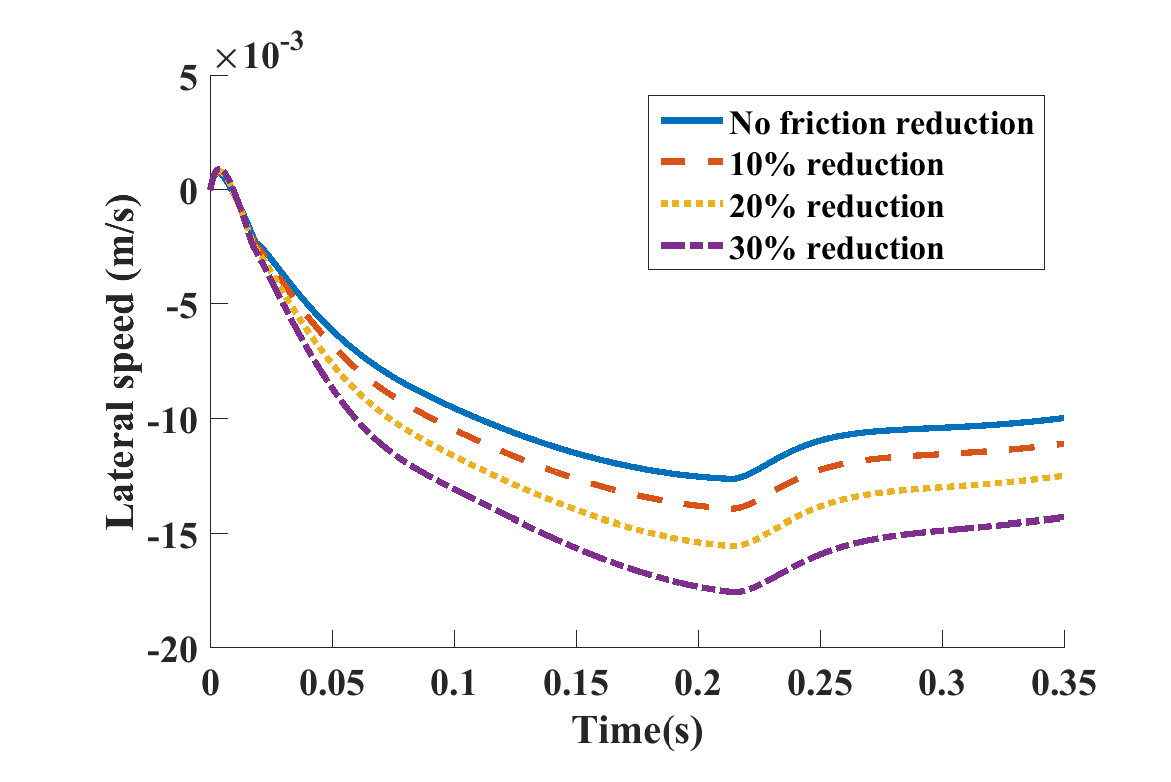 ×10-3
5
0
-5
-10
-15
-20
Lateral speed (m/s)
No friction reduction
10% reduction
20% reduction
30% reduction
0 0.05 0.1 0.15 0.2 0.25 0.3 0.35
Time(s)